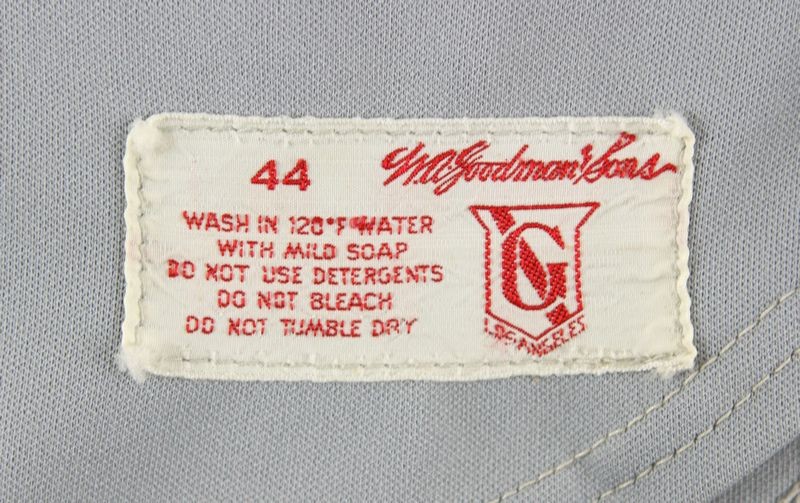 44
Wm. Goodman & Sons
WASH IN 120°F WATER
WITH MILD SOAP
DO NOT USE DETERGENTS
DO NOT BLEACH
DO NOT TUMBLE DRY
G
LOS ANGELES